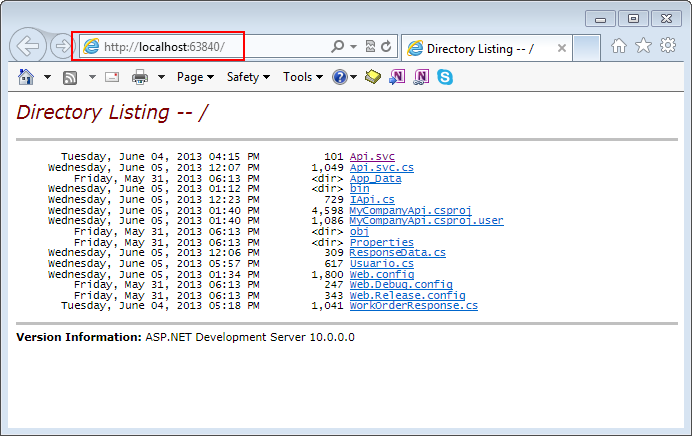 http://localhost:63840/
Directory Listing -- /
Page
Safety
Tools
Directory Listing -- /
Tuesday, June 04, 2013 04:15 PM 101 Api.svc
Wednesday, June 05, 2013 12:07 PM 1,049 Api.svc.cs
Friday, May 31, 2013 06:13 PM <dir> App_Data
Wednesday, June 05, 2013 01:12 PM <dir> bin
Wednesday, June 05, 2013 12:23 PM 729 IApi.cs
Wednesday, June 05, 2013 01:40 PM 4,598 MyCompanyApi.csproj
Wednesday, June 05, 2013 01:40 PM 1,086 MyCompanyApi.csproj.user
Friday, May 31, 2013 06:13 PM <dir> obj
Friday, May 31, 2013 06:13 PM <dir> Properties
Wednesday, June 05, 2013 12:06 PM 309 ResponseData.cs
Wednesday, June 05, 2013 05:57 PM 617 Usuario.cs
Wednesday, June 05, 2013 01:34 PM 1,800 Web.config
Friday, May 31, 2013 06:13 PM 247 Web.Debug.config
Friday, May 31, 2013 06:13 PM 343 Web.Release.config
Tuesday, June 04, 2013 05:18 PM 1,041 WorkOrderResponse.cs
Version Information: ASP.NET Development Server 10.0.0.0